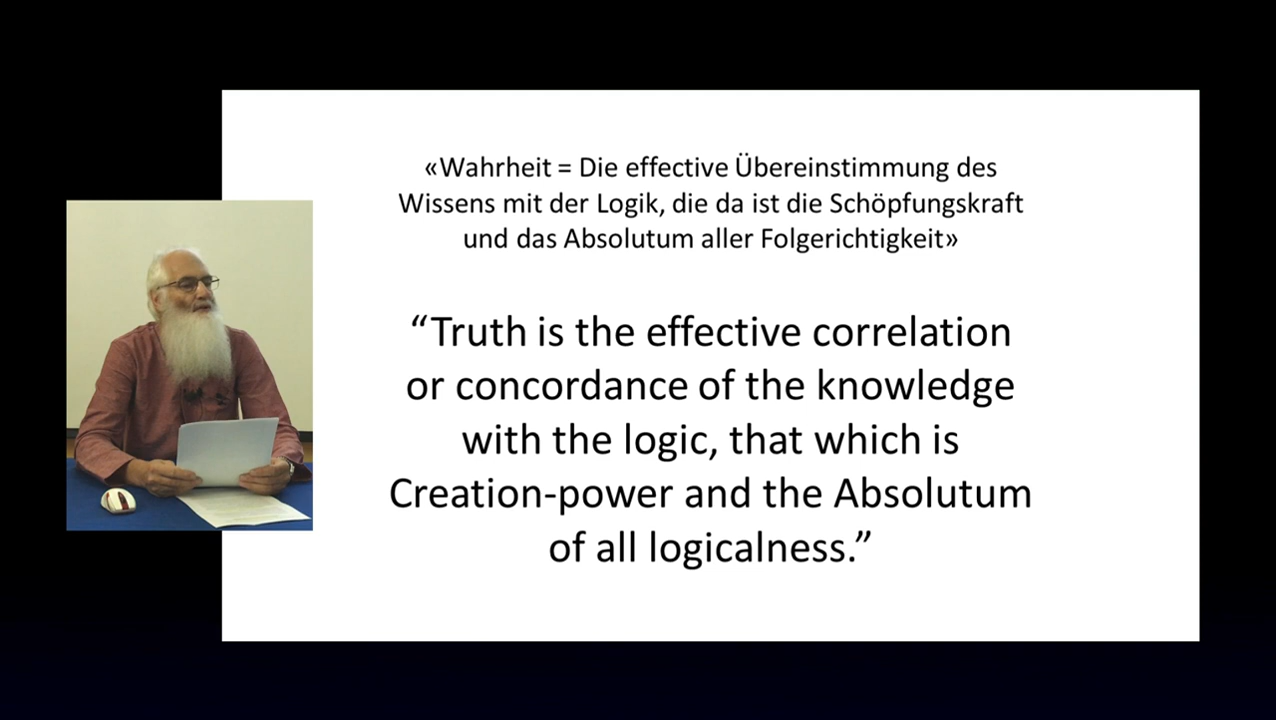 «Wahrheit = Die effective Übereinstimmung des
Wissens mit der Logik, die da ist die Schöpfungskraft
und das Absolutum aller Folgerichtigkeit»
“Truth is the effective correlation
or concordance of the knowledge
with the logic, that which is
Creation-power and the Absolutum
of all logicalness.”